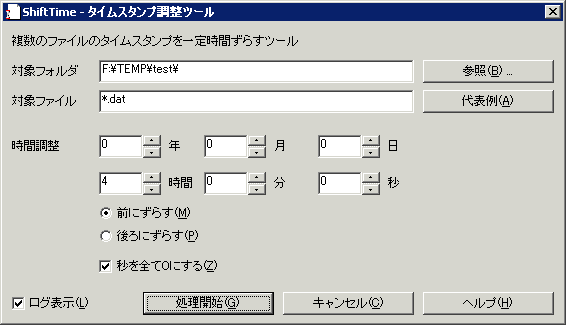 ShiftTime - タイムスタンプ調整ツール
複数のファイルのタイムスタンプを一定時間ずらすツール
対象フォルダ F:¥TEMP¥test¥ 参照(B) ...
対象ファイル *.dat 代表例(A)
時間調整 0 年 0 月 0 日
4 時間 0 分 0 秒
前にずらす(M)
後ろにずらす(P)
秒を全て0にする(Z)
ログ表示(L) 処理開始(G) キャンセル(C) ヘルプ(H)